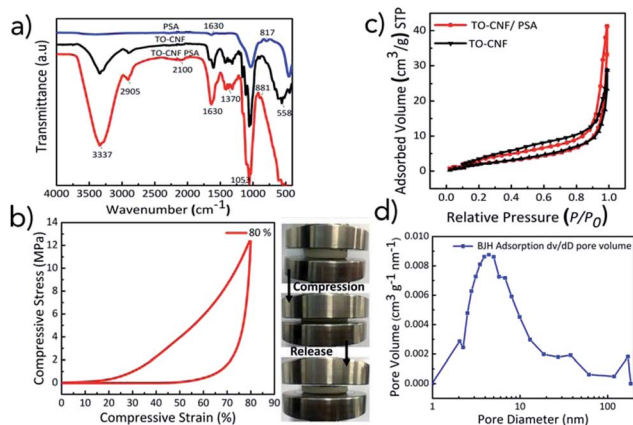 a)
PSA
1630
817
TO-CNF
TO-CNF PSA
2905
2100
1630
1370
881
558
3337
1053
Transmittance (a.u)
4000 3500 3000 2500 2000 1500 1000 500
Wavenumber (cm-1)
b)
80 %
Compressive Stress (MPa)
15
12
9
6
3
0
0 10 20 30 40 50 60 70 80 90
Compressive Strain (%)
Compression
Release
c)
TO-CNF/ PSA
TO-CNF
Adsorbed Volume (cm3/g) STP
50
40
30
20
10
0
0.0 0.2 0.4 0.6 0.8 1.0
Relative Pressure (P/P0)
d)
BJH Adsorption dv/dD pore volume
Pore Volume (cm3 g-1 nm-1)
0.010
0.008
0.006
0.004
0.002
0.000
1 10 100
Pore Diameter (nm)